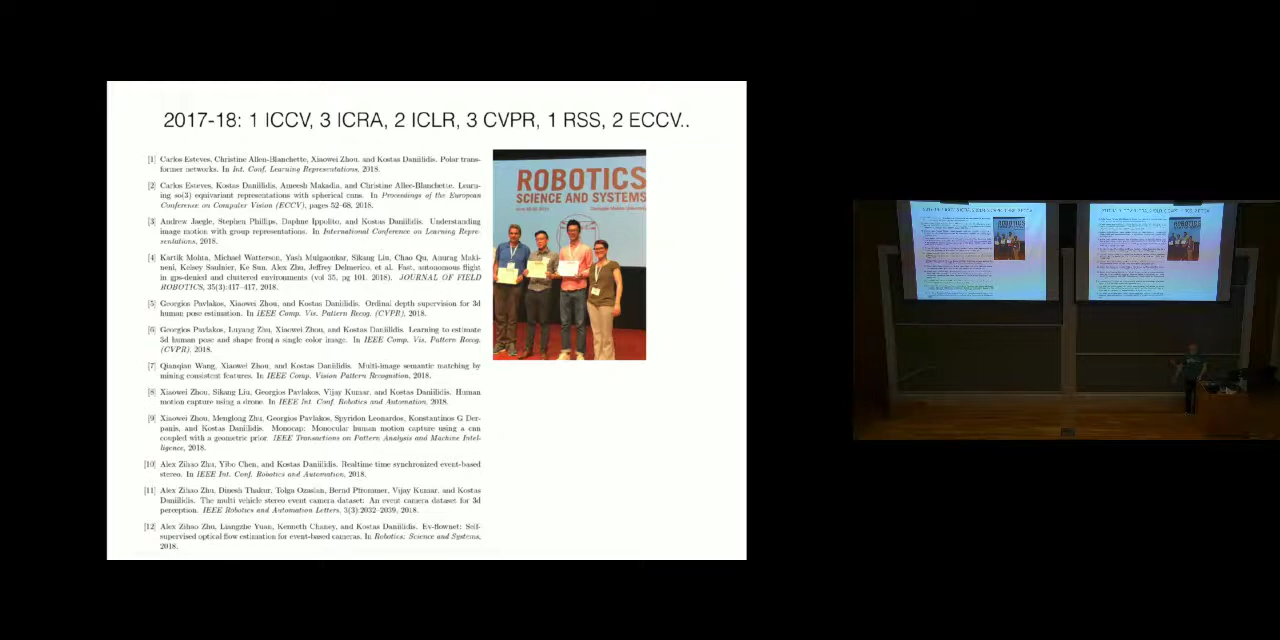 2017-18: 1 ICCV, 3 ICRA, 2 ICLR, 3 CVPR, 1 RSS, 2 ECCV..
[1] Carlos Esteves, Christine Allen-Blanchette, Xiaowei Zhou, and Kostas Daniilidis. Polar trans-
former networks. In Int. Conf. Learning Representations, 2018.
[2] Carlos Esteves, Kostas Daniilidis, Ameesh Makadia, and Christine Allec-Blanchette. Learn-
ing so(3) equivariant representations with spherical cnns. In Proceedings of the European
Conference on Computer Vision (ECCV), pages 52–68, 2018.
[3] Andrew Jaegle, Stephen Phillips, Daphne Ippolito, and Kostas Daniilidis. Understanding
image motion with group representations. In International Conference on Learning Repre-
sentations, 2018.
[4] Kartik Mohta, Michael Watterson, Yash Mulgaonkar, Sikang Liu, Chao Qu, Anurag Maki-
neni, Kelsey Saulnier, Ke Sun, Alex Zhu, Jeffrey Delmerico, et al. Fast, autonomous flight
in gps-denied and cluttered environments (vol 35, pg 101, 2018). JOURNAL OF FIELD
ROBOTICS, 35(3):417–417, 2018.
[5] Georgios Pavlakos, Xiaowei Zhou, and Kostas Daniilidis. Ordinal depth supervision for 3d
human pose estimation. In IEEE Comp. Vis. Pattern Recog. (CVPR), 2018.
[6] Georgios Pavlakos, Luyang Zhu, Xiaowei Zhou, and Kostas Daniilidis. Learning to estimate
3d human pose and shape from a single color image. In IEEE Comp. Vis. Pattern Recog.
(CVPR), 2018.
[7] Qianqian Wang, Xiaowei Zhou, and Kostas Daniilidis. Multi-image semantic matching by
mining consistent features. In IEEE Comp. Vision Pattern Recognition, 2018.
[8] Xiaowei Zhou, Sikang Liu, Georgios Pavlakos, Vijay Kumar, and Kostas Daniilidis. Human
motion capture using a drone. In IEEE Int. Conf. Robotics and Automation, 2018.
[9] Xiaowei Zhou, Menglong Zhu, Georgios Pavlakos, Spyridon Leonardos, Konstantinos G Der-
panis, and Kostas Daniilidis. Monocap: Monocular human motion capture using a cnn
coupled with a geometric prior. IEEE Transactions on Pattern Analysis and Machine Intel-
ligence, 2018.
[10] Alex Zihao Zhu, Yibo Chen, and Kostas Daniilidis. Realtime time synchronized event-based
stereo. In IEEE Int. Conf. Robotics and Automation, 2018.
[11] Alex Zihao Zhu, Dinesh Thakur, Tolga Ozaslan, Bernd Pfrommer, Vijay Kumar, and Kostas
Daniilidis. The multi vehicle stereo event camera dataset: An event camera dataset for 3d
perception. IEEE Robotics and Automation Letters, 3(3):2032–2039, 2018.
[12] Alex Zihao Zhu, Liangzhe Yuan, Kenneth Chaney, and Kostas Daniilidis. Ev-flownet: Self-
supervised optical flow estimation for event-based cameras. In Robotics: Science and Systems,
2018.
ROBOTICS
SCIENCE AND SYSTEMS